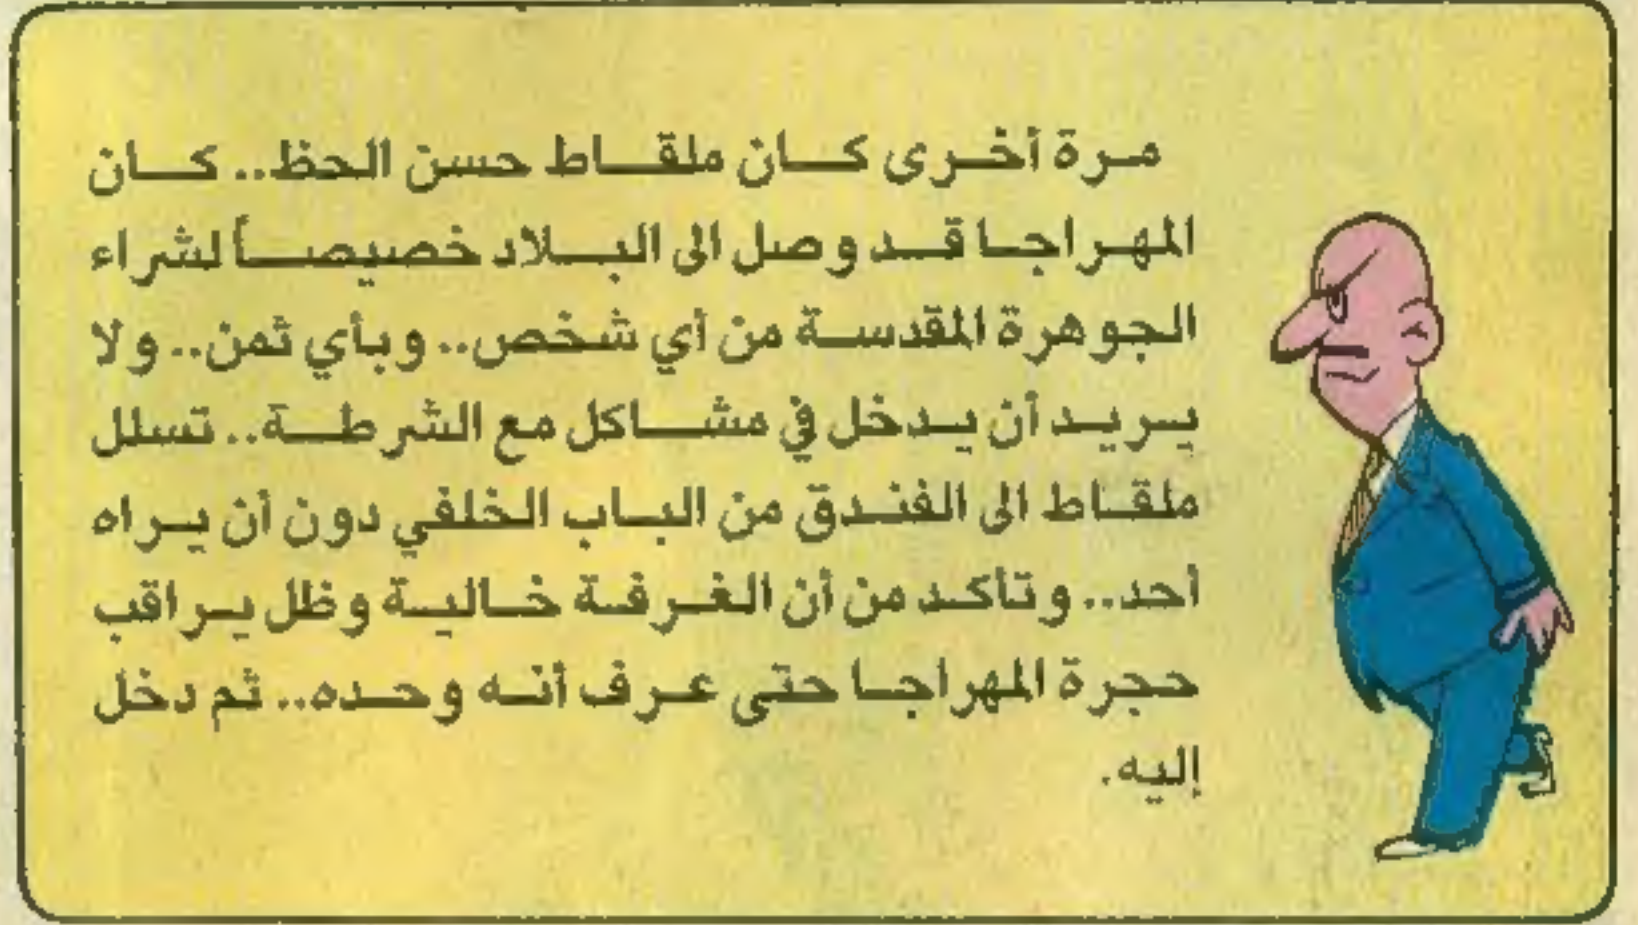 مرة أخرى كان ملقاط حسن الحظ.. كان
المهراجا قد وصل الى البلاد خصيصاً لشراء
الجوهرة المقدسة من أي شخص.. وبأي ثمن.. ولا
يريد أن يدخل في مشاكل مع الشرطة.. تسلل
ملقاط الى الفندق من الباب الخلفي دون أن يراه
أحد.. وتأكد من أن الغرفة خالية وظل يراقب
حجرة المهراجا حتى عرف أنه وحده.. ثم دخل
إليه.